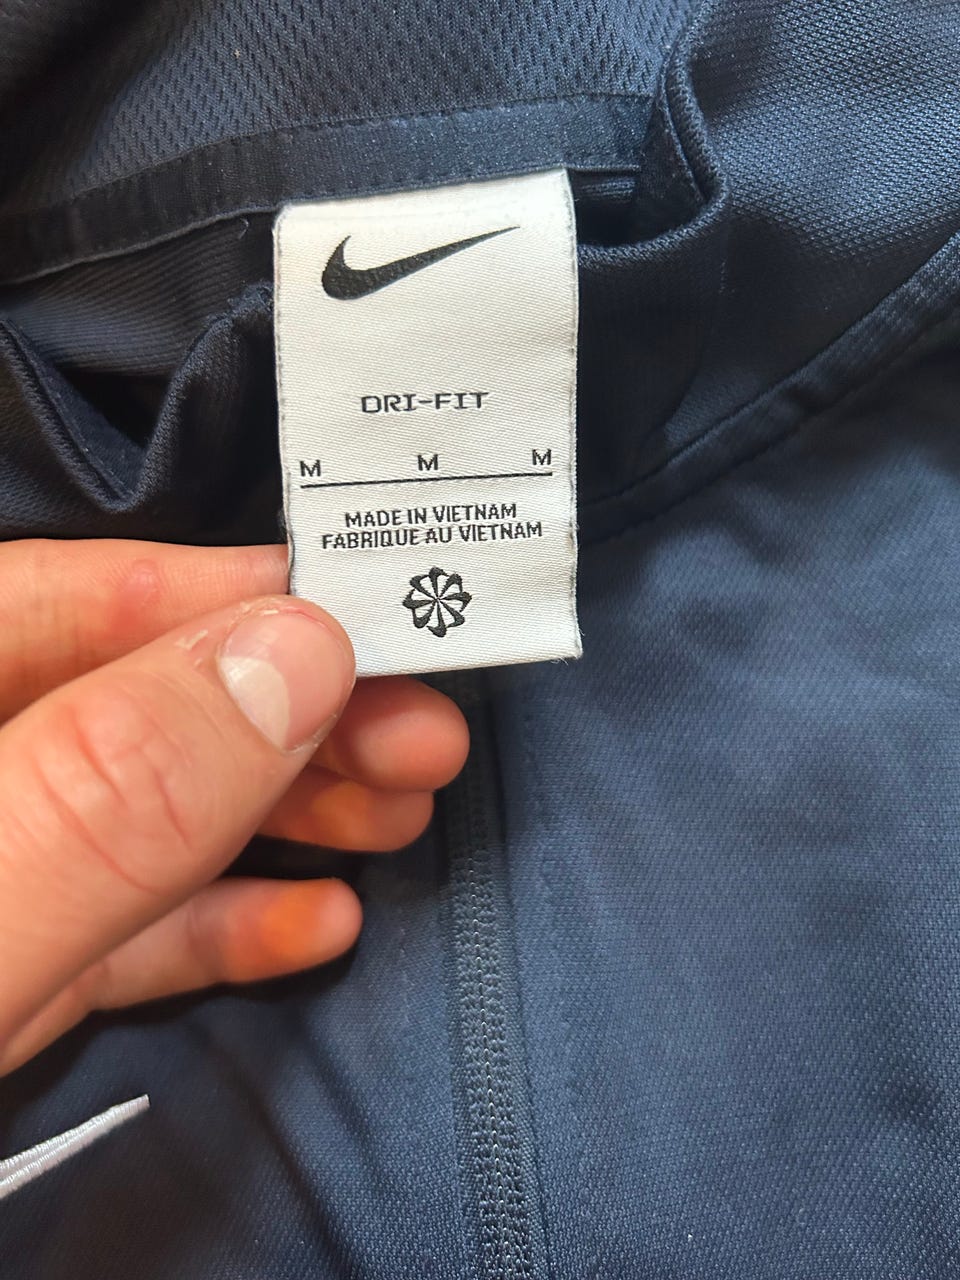 DRI-FIT
M M M
MADE IN VIETNAM
FABRIQUE AU VIETNAM